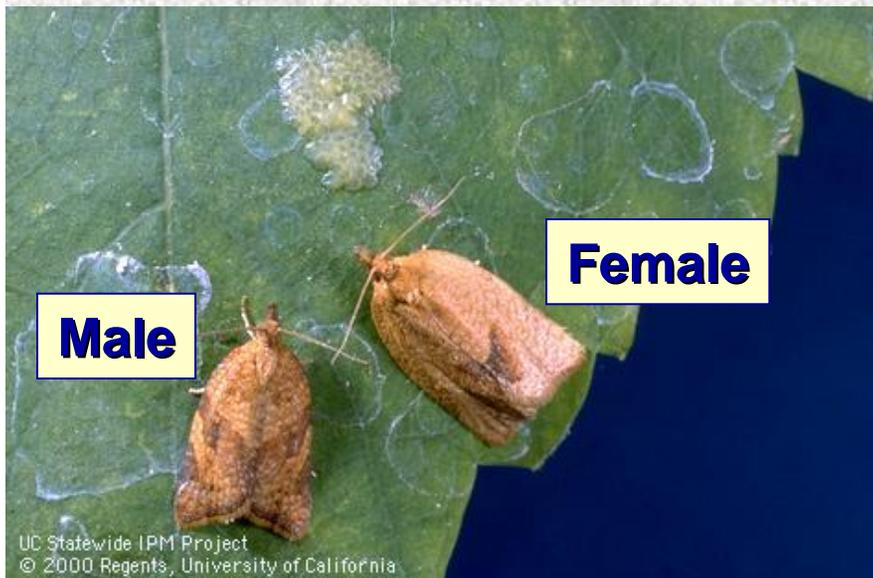 Female
Male
UC Statewide IPM Project
© 2000 Regents, University of California